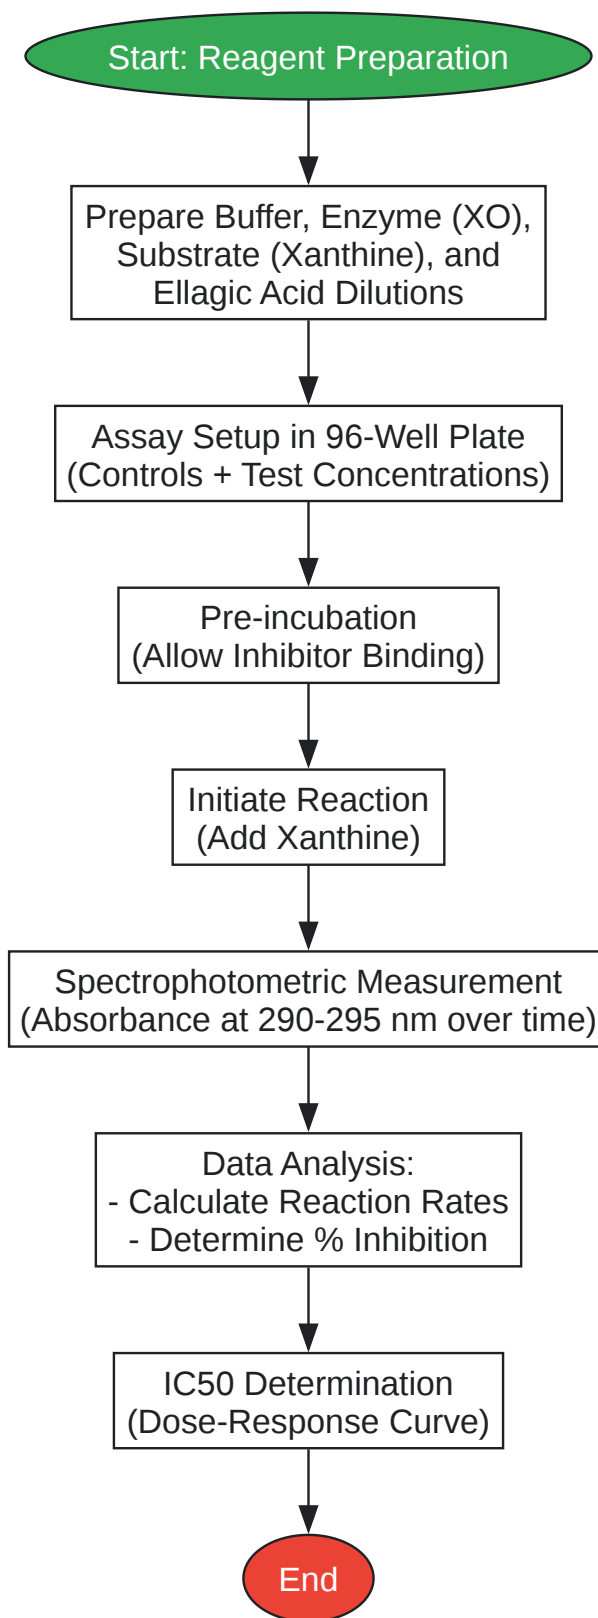 Start: Reagent Preparation
Prepare Buffer, Enzyme (XO),
Substrate (Xanthine), and
Ellagic Acid Dilutions
Assay Setup in 96-Well Plate
(Controls + Test Concentrations)
Pre-incubation
(Allow Inhibitor Binding)
Initiate Reaction
(Add Xanthine)
Spectrophotometric Measurement
(Absorbance at 290-295 nm over time)
Data Analysis:
- Calculate Reaction Rates
- Determine % Inhibition
IC50 Determination
(Dose-Response Curve)
End